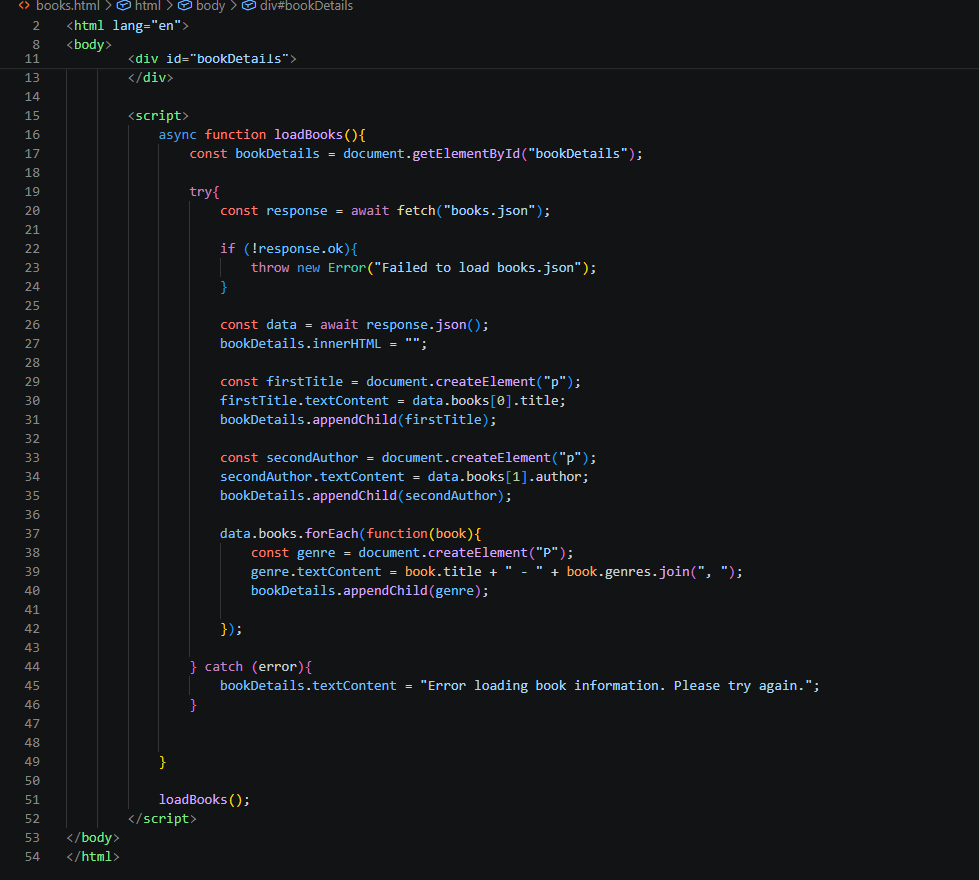 books.html > html > body > div#bookDetails
2 <html lang="en">
8 <body>
11 <div id="bookDetails">
13 </div>
14
15 <script>
16 async function loadBooks(){
17 const bookDetails = document.getElementById("bookDetails");
18
19 try{
20 const response = await fetch("books.json");
21
22 if (!response.ok){
23 throw new Error("Failed to load books.json");
24 }
25
26 const data = await response.json();
27 bookDetails.innerHTML = "";
28
29 const firstTitle = document.createElement("p");
30 firstTitle.textContent = data.books[0].title;
31 bookDetails.appendChild(firstTitle);
32
33 const secondAuthor = document.createElement("p");
34 secondAuthor.textContent = data.books[1].author;
35 bookDetails.appendChild(secondAuthor);
36
37 data.books.forEach(function(book){
38 const genre = document.createElement("P");
39 genre.textContent = book.title + " - " + book.genres.join(", ");
40 bookDetails.appendChild(genre);
41
42 });
43
44 } catch (error){
45 bookDetails.textContent = "Error loading book information. Please try again.";
46 }
47
48
49 }
50
51 loadBooks();
52 </script>
53 </body>
54 </html>